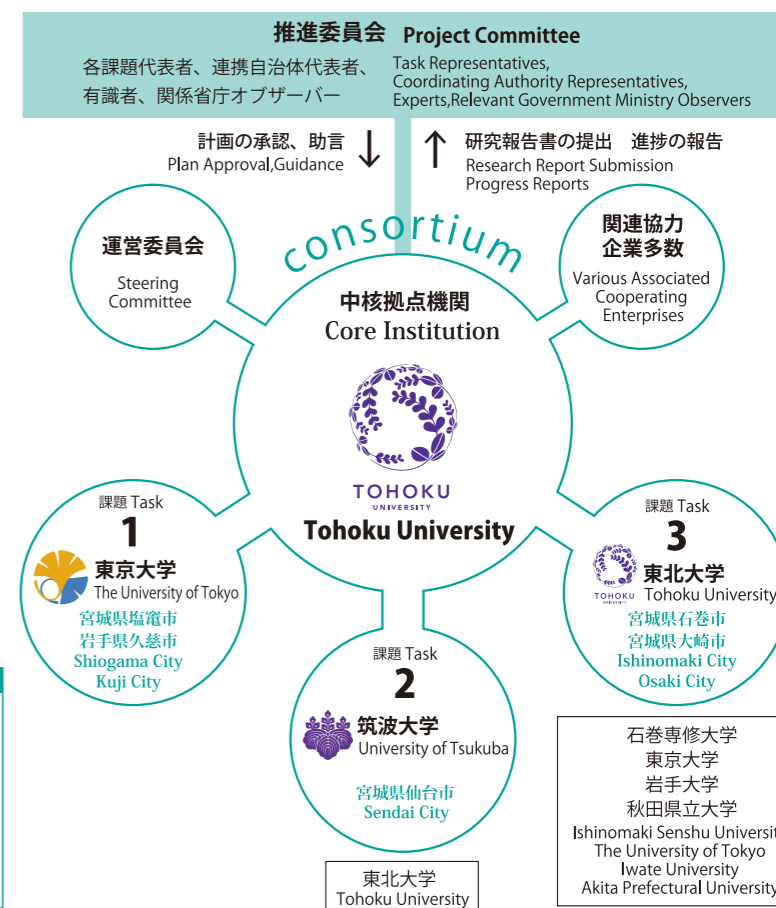 推進委員会 Project Committee
各課題代表者、連携自治体代表者、
有識者、関係省庁オブザーバー
Task Representatives,
Coordinating Authority Representatives,
Experts,Relevant Government Ministry Observers
計画の承認、助言
Plan Approval,Guidance
↓
↑
研究報告書の提出 進捗の報告
Research Report Submission
Progress Reports
consortium
運営委員会
Steering
Committee
関連協力
企業多数
Various Associated
Cooperating
Enterprises
中核拠点機関
Core Institution
TOHOKU
UNIVERSITY
Tohoku University
課題 Task
1
東京大学
The University of Tokyo
宮城県塩竈市
岩手県久慈市
Shiogama City
Kuji City
課題 Task
2
筑波大学
University of Tsukuba
宮城県仙台市
Sendai City
東北大学
Tohoku University
課題 Task
3
TOHOKU
UNIVERSITY
東北大学
Tohoku University
宮城県石巻市
宮城県大崎市
Ishinomaki City
Osaki City
石巻専修大学
東京大学
岩手大学
秋田県立大学
Ishinomaki Senshu Universit
The University of Tokyo
Iwate University
Akita Prefectural University